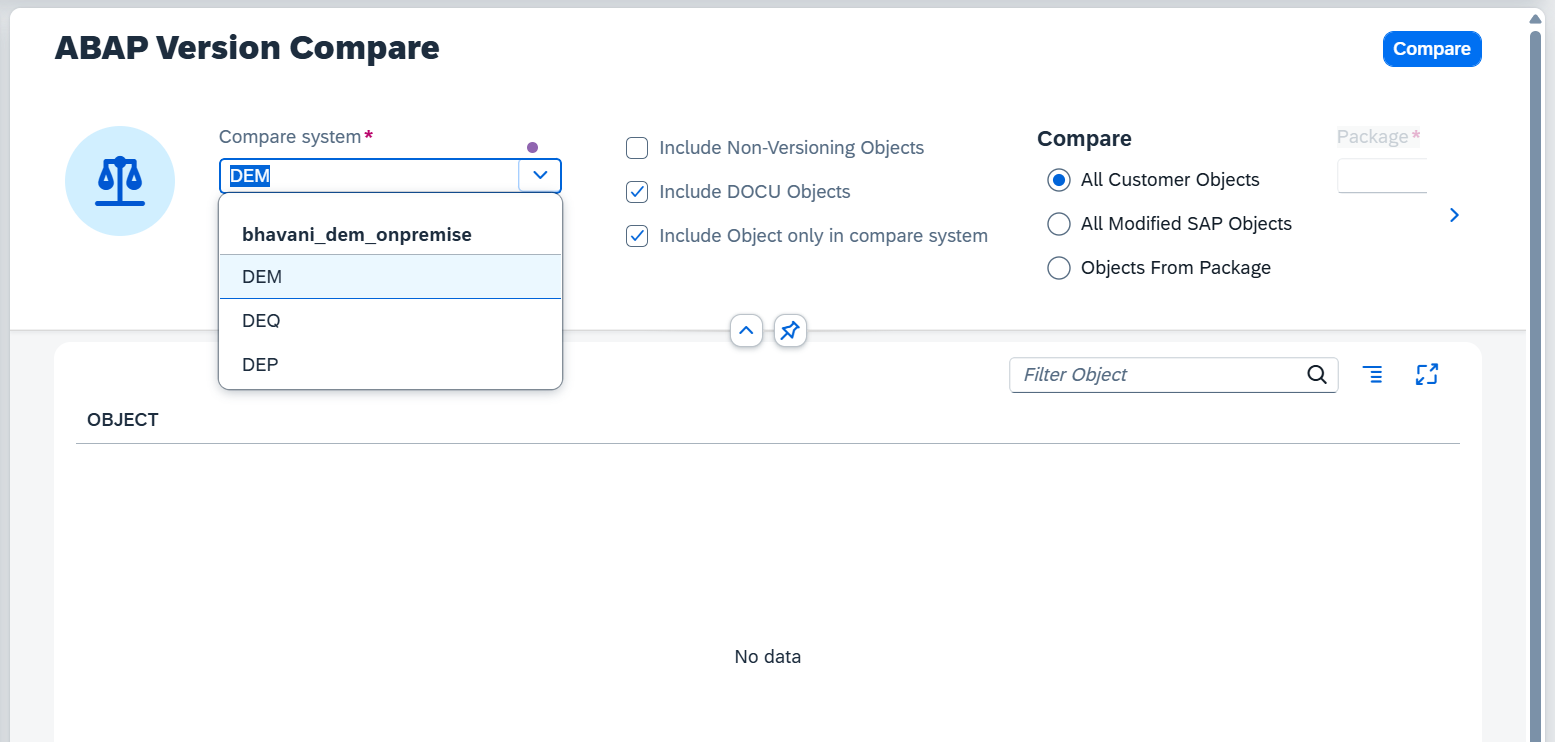 ABAP Version Compare
Compare
Compare system*
DEM
bhavani_dem_onpremise
DEM
DEQ
DEP
Include Non-Versioning Objects
Include DOCU Objects
Include Object only in compare system
Compare
All Customer Objects
All Modified SAP Objects
Objects From Package
Package*
Filter Object
OBJECT
No data